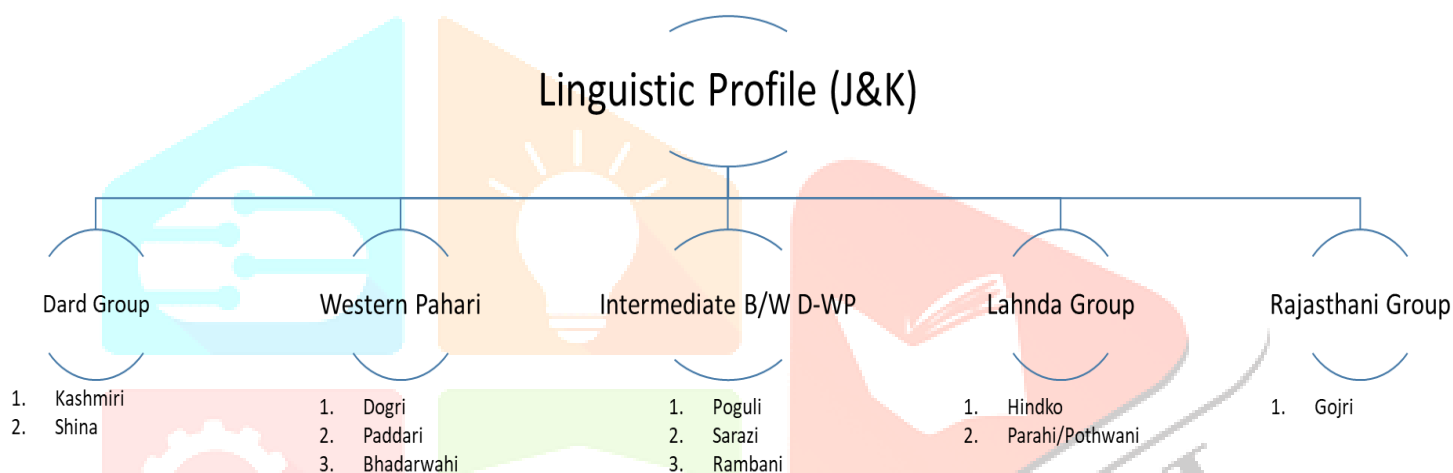 Linguistic Profile (J&K)
Dard Group
Western Pahari
Intermediate B/W D-WP
Lahnda Group
Rajasthani Group
1. Kashmiri
2. Shina
1. Dogri
2. Paddari
3. Bhadarwahi
1. Poguli
2. Sarazi
3. Rambani
1. Hindko
2. Parahi/Pothwani
1. Gojri